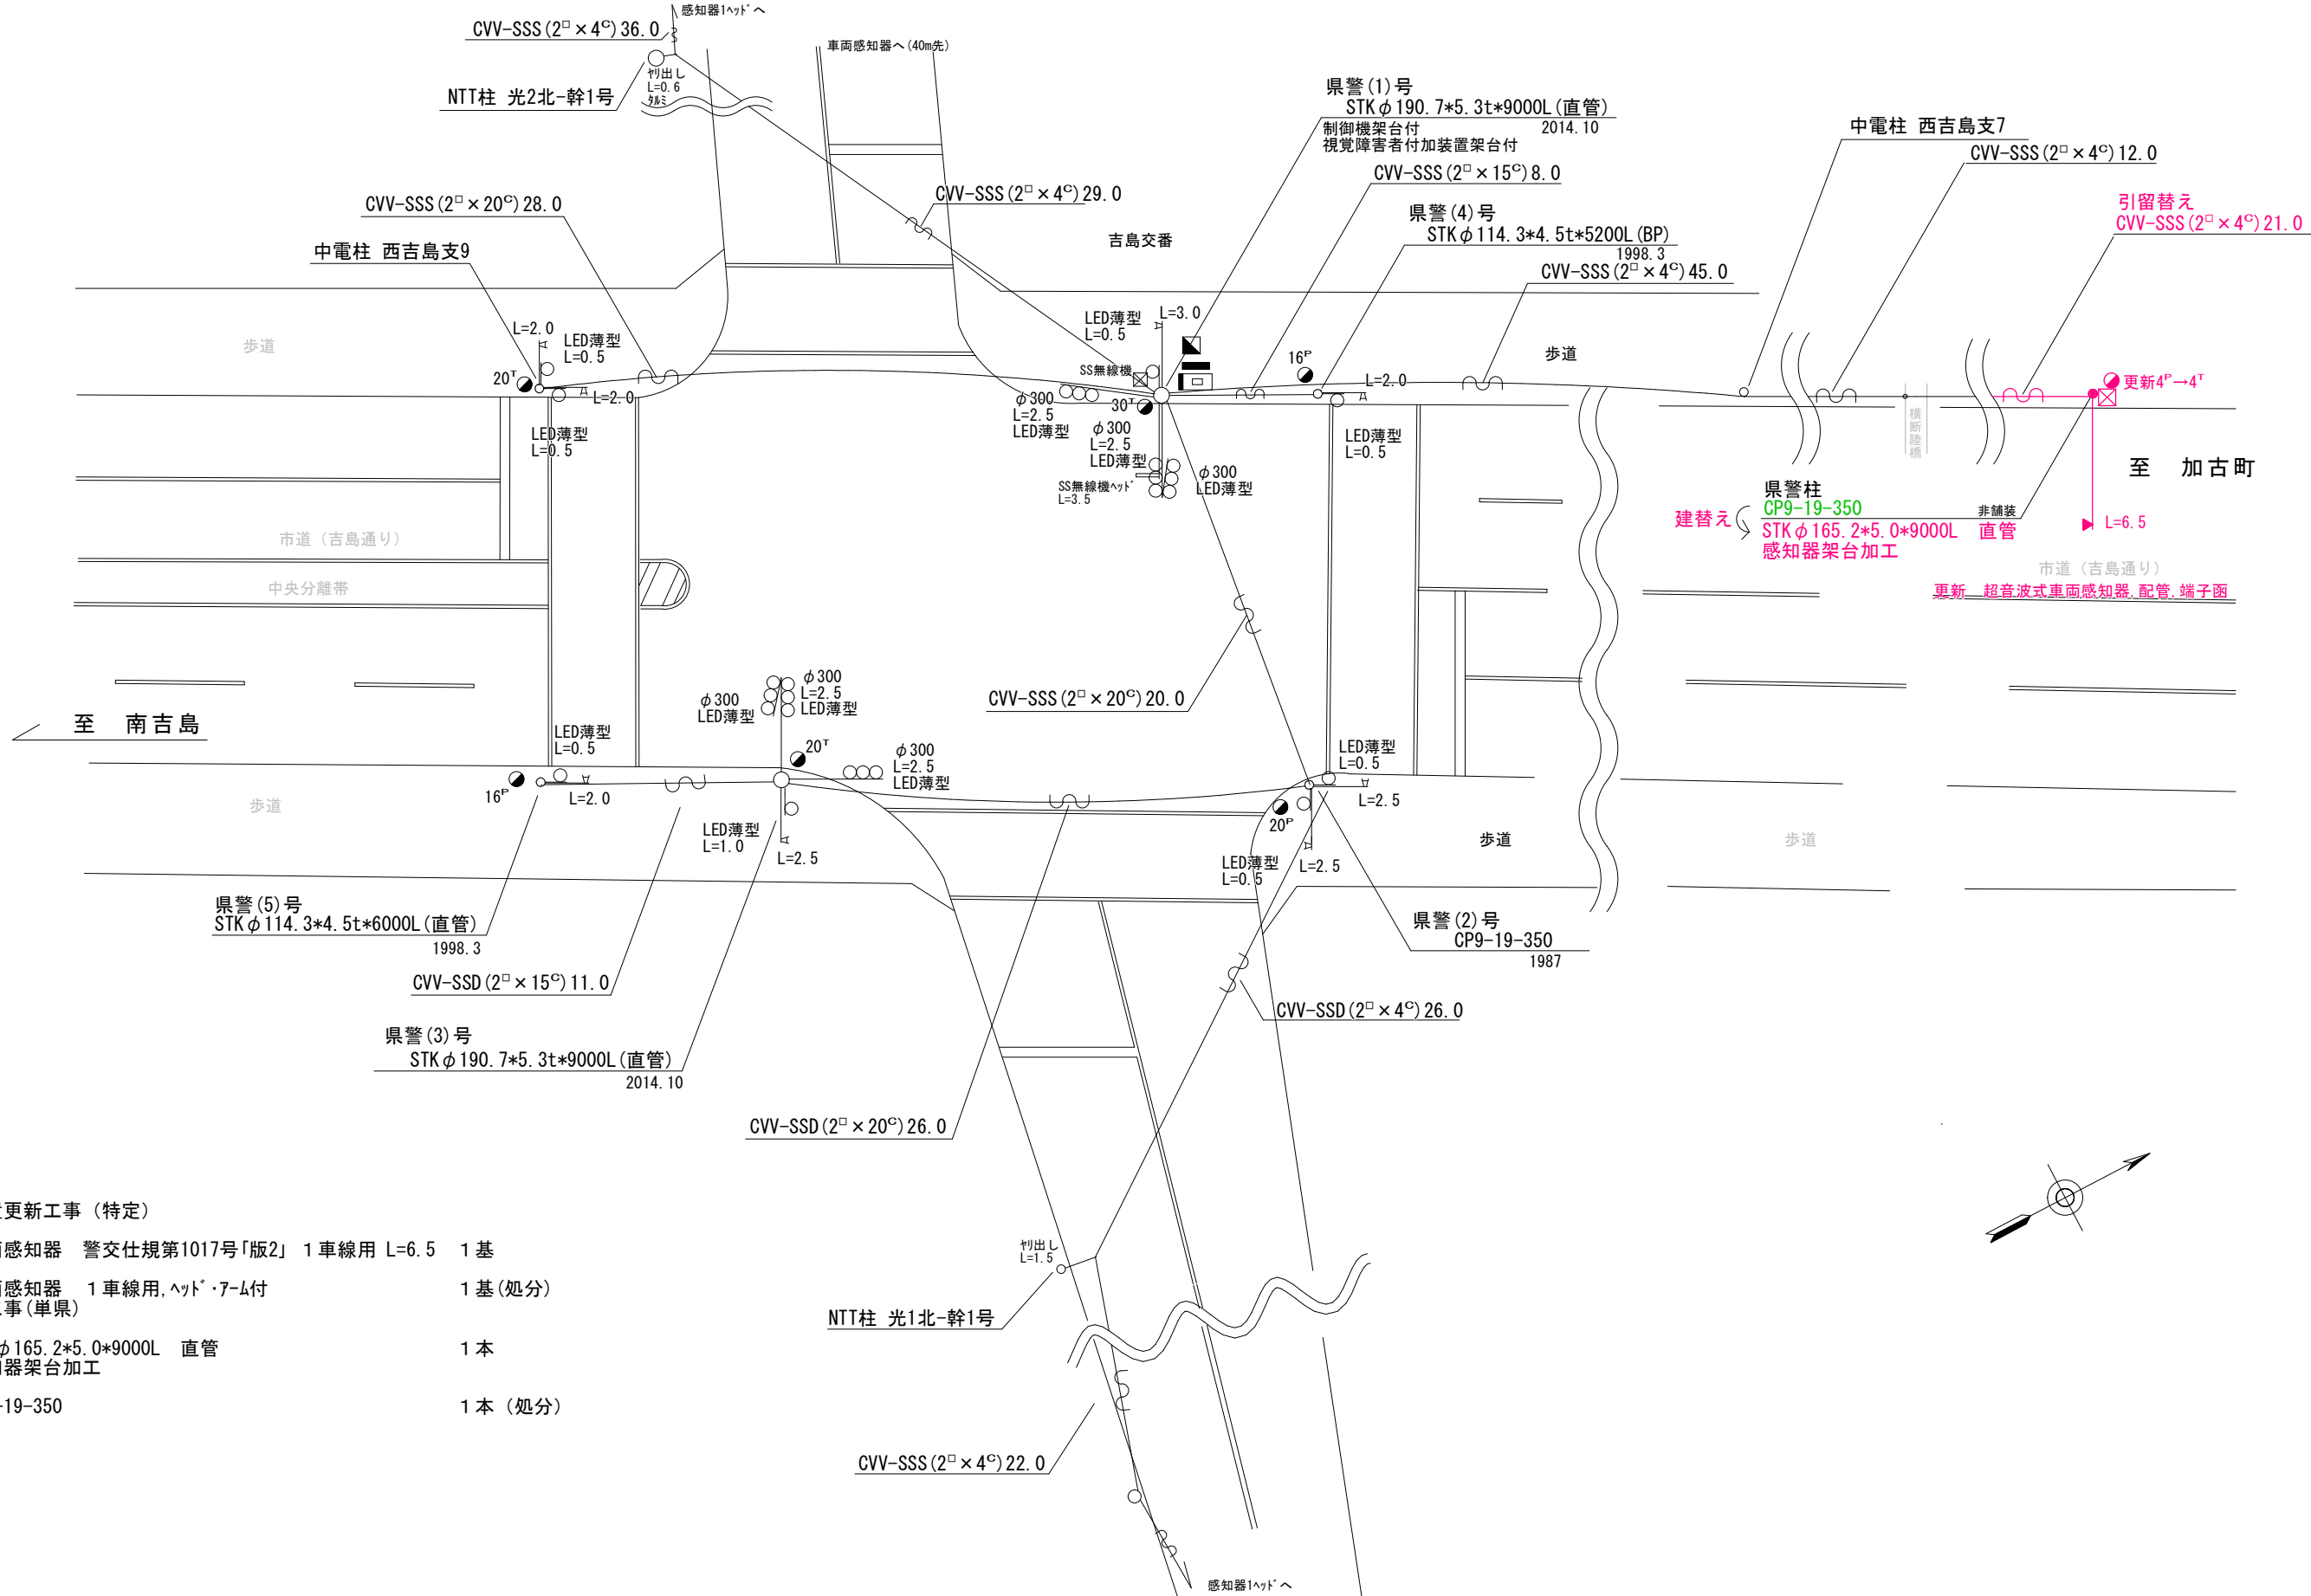 感知器1ヘッドへ
CVV-SSS(2□×4C)36.0
車両感知器へ(40m先)
ヤリ出し
L=0.6
タルミ
NTT柱 光2北-幹1号
県警(1)号
STKφ190.7*5.3t*9000L(直管)
制御機架台付 2014.10
視覚障害者付加装置架台付
中電柱 西吉島支7
CVV-SSS(2□×4C)12.0
CVV-SSS(2□×15C)8.0
CVV-SSS(2□×4C)29.0
CVV-SSS(2□×20C)28.0
引留替え
CVV-SSS(2□×4C)21.0
県警(4)号
STKφ114.3*4.5t*5200L(BP)
1998.3
吉島交番
中電柱 西吉島支9
CVV-SSS(2□×4C)45.0
L=2.0
LED薄型
L=0.5
LED薄型
L=0.5
L=3.0
歩道
歩道
20T
L=2.0
SS無線機
16P
L=2.0
更新4P→4T
φ300
L=2.5
LED薄型
30T
φ300
L=2.5
LED薄型
LED薄型
L=0.5
LED薄型
L=0.5
横断陸橋
至 加古町
φ300
LED薄型
SS無線機ヘッド
L=3.5
県警柱
CP9-19-350
非舗装
建替え
STKφ165.2*5.0*9000L 直管
感知器架台加工
L=6.5
市道（吉島通り）
中央分離帯
市道（吉島通り）
更新 超音波式車両感知器,配管,端子函
φ300
LED薄型
φ300
L=2.5
LED薄型
CVV-SSS(2□×20C)20.0
至 南吉島
LED薄型
L=0.5
20T
φ300
L=2.5
LED薄型
LED薄型
L=0.5
16P
L=2.0
L=2.5
歩道
LED薄型
L=1.0
L=2.5
20P
LED薄型
L=0.5
L=2.5
歩道
歩道
県警(5)号
STKφ114.3*4.5t*6000L(直管)
1998.3
県警(2)号
CP9-19-350
1987
CVV-SSD(2□×15C)11.0
CVV-SSD(2□×4C)26.0
県警(3)号
STKφ190.7*5.3t*9000L(直管)
2014.10
CVV-SSD(2□×20C)26.0
更新工事（特定）
感知器 警交仕規第1017号「版2」 1車線用 L=6.5 1基
感知器 1車線用,ヘッド・アーム付 1基(処分)
事(単県)
φ165.2*5.0*9000L 直管 1本
器架台加工
-19-350 1本（処分）
ヤリ出し
L=1.5
NTT柱 光1北-幹1号
CVV-SSS(2□×4C)22.0
感知器1ヘッドへ